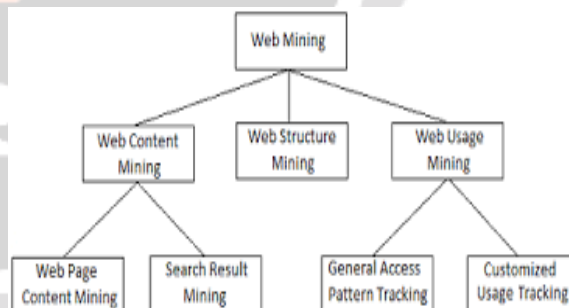 Web Mining
Web Content
Mining
Web Structure
Mining
Web Usage
Mining
Web Page
Content Mining
Search Result
Mining
General Access
Pattern Tracking
Customized
Usage Tracking